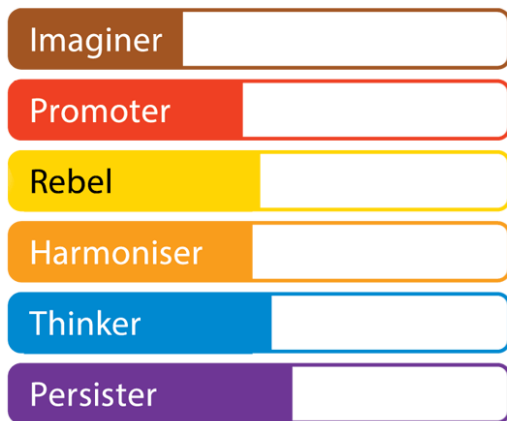 Imaginer
Promoter
Rebel
Harmoniser
Thinker
Persister